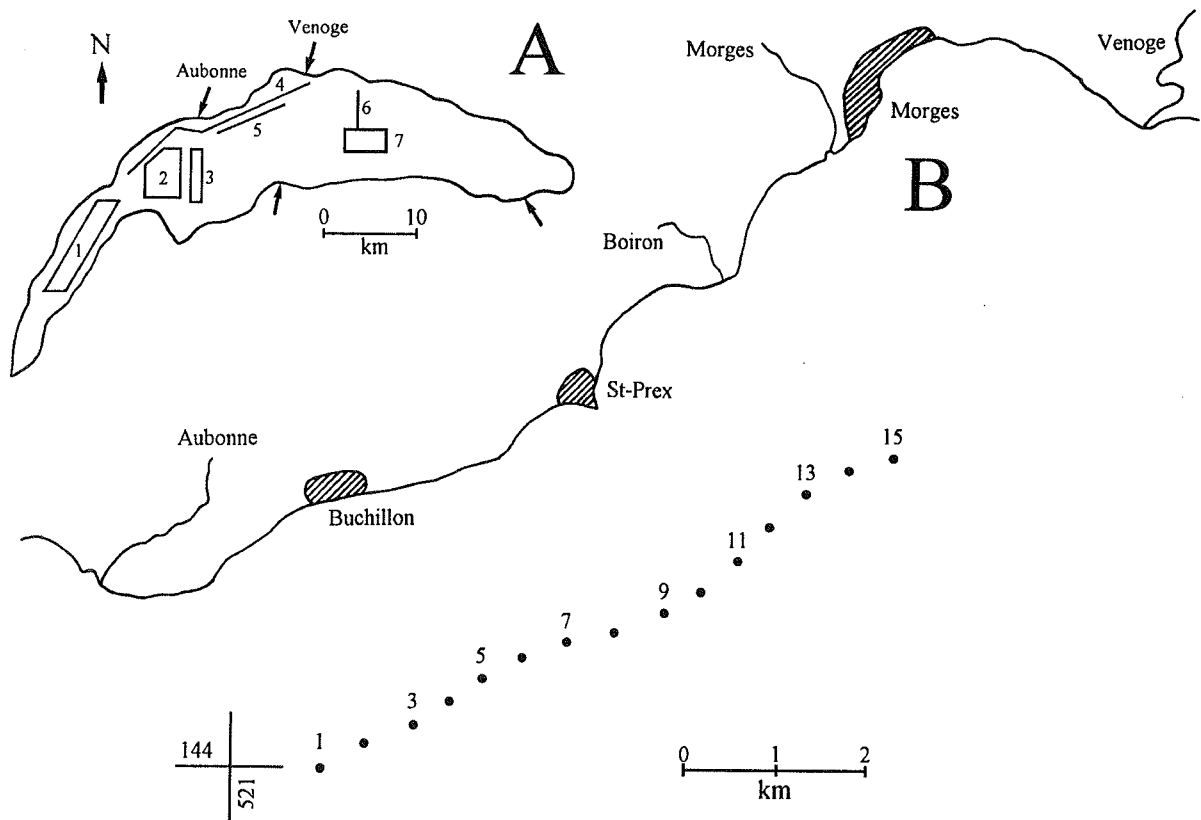 A
N
Venoge
Aubonne
4
5
6
7
2
3
1
0 10
km
B
Morges
Venoge
Morges
Boiron
St-Prex
Aubonne
Buchillon
15
13
11
9
7
5
3
1
144
521
0 1 2
km